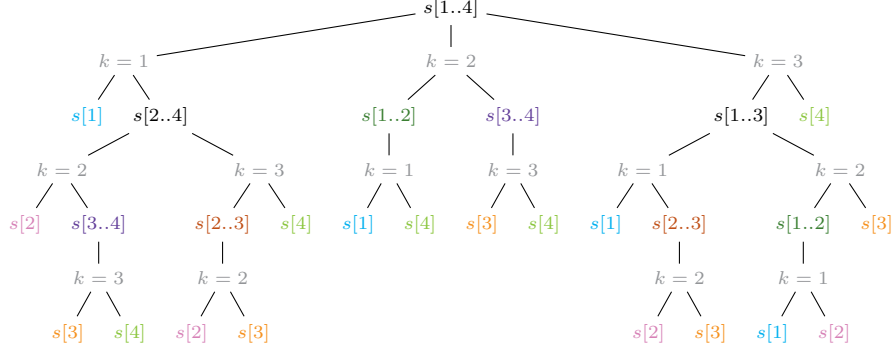 s[1..4]
k = 1 k = 2 k = 3
s[1] s[2..4] s[1..2] s[3..4] s[1..3] s[4]
k = 2 k = 3 k = 1 k = 3 k = 1 k = 2
s[2] s[3..4] s[2..3] s[4] s[1] s[4] s[3] s[4] s[1] s[2..3] s[1..2] s[3]
k = 3 k = 2 k = 2 k = 1
s[3] s[4] s[2] s[3] s[2] s[3] s[1] s[2]